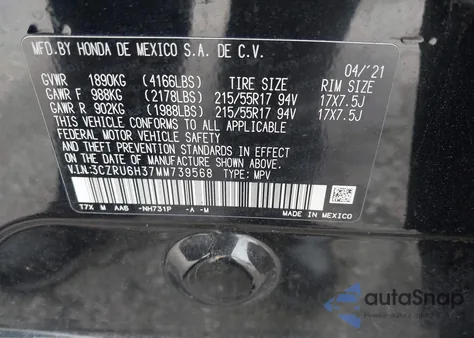 MFD.BY HONDA DE MEXICO S.A. DE C.V.
04/'21
GVWR 1890KG (4166LBS) TIRE SIZE RIM SIZE
GAWR F 988KG (2178LBS) 215/55R17 94V 17X7.5J
GAWR R 902KG (1988LBS) 215/55R17 94V 17X7.5J
THIS VEHICLE CONFORMS TO ALL APPLICABLE
FEDERAL MOTOR VEHICLE SAFETY AND THEFT
PREVENTION STANDARDS IN EFFECT ON THE DATE
OF MANUFACTURE SHOWN ABOVE.
V.I.N.:3CZRU6H37MM739568 TYPE: MPV
T7X M AA6 -NH731P -A -M
MADE IN MEXICO
autoSnap